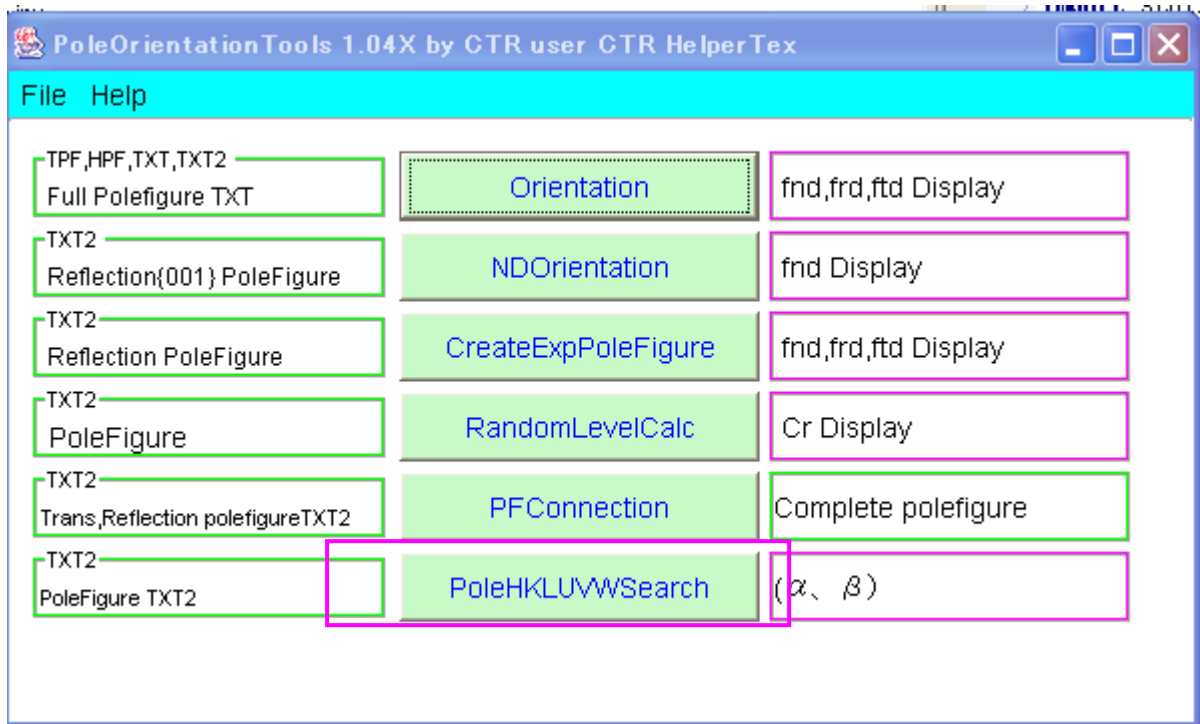 PoleOrientationTools 1.04X by CTR user CTR HelperTex
File Help
TPF,HPF,TXT,TXT2
Full Polefigure TXT
Orientation
fnd,frd,ftd Display
TXT2
Reflection{001} PoleFigure
NDOrientation
fnd Display
TXT2
Reflection PoleFigure
CreateExpPoleFigure
fnd,frd,ftd Display
TXT2
PoleFigure
RandomLevelCalc
Cr Display
TXT2
Trans,Reflection polefigureTXT2
PFConnection
Complete polefigure
TXT2
PoleFigure TXT2
PoleHKLUVWSearch
(α、β)